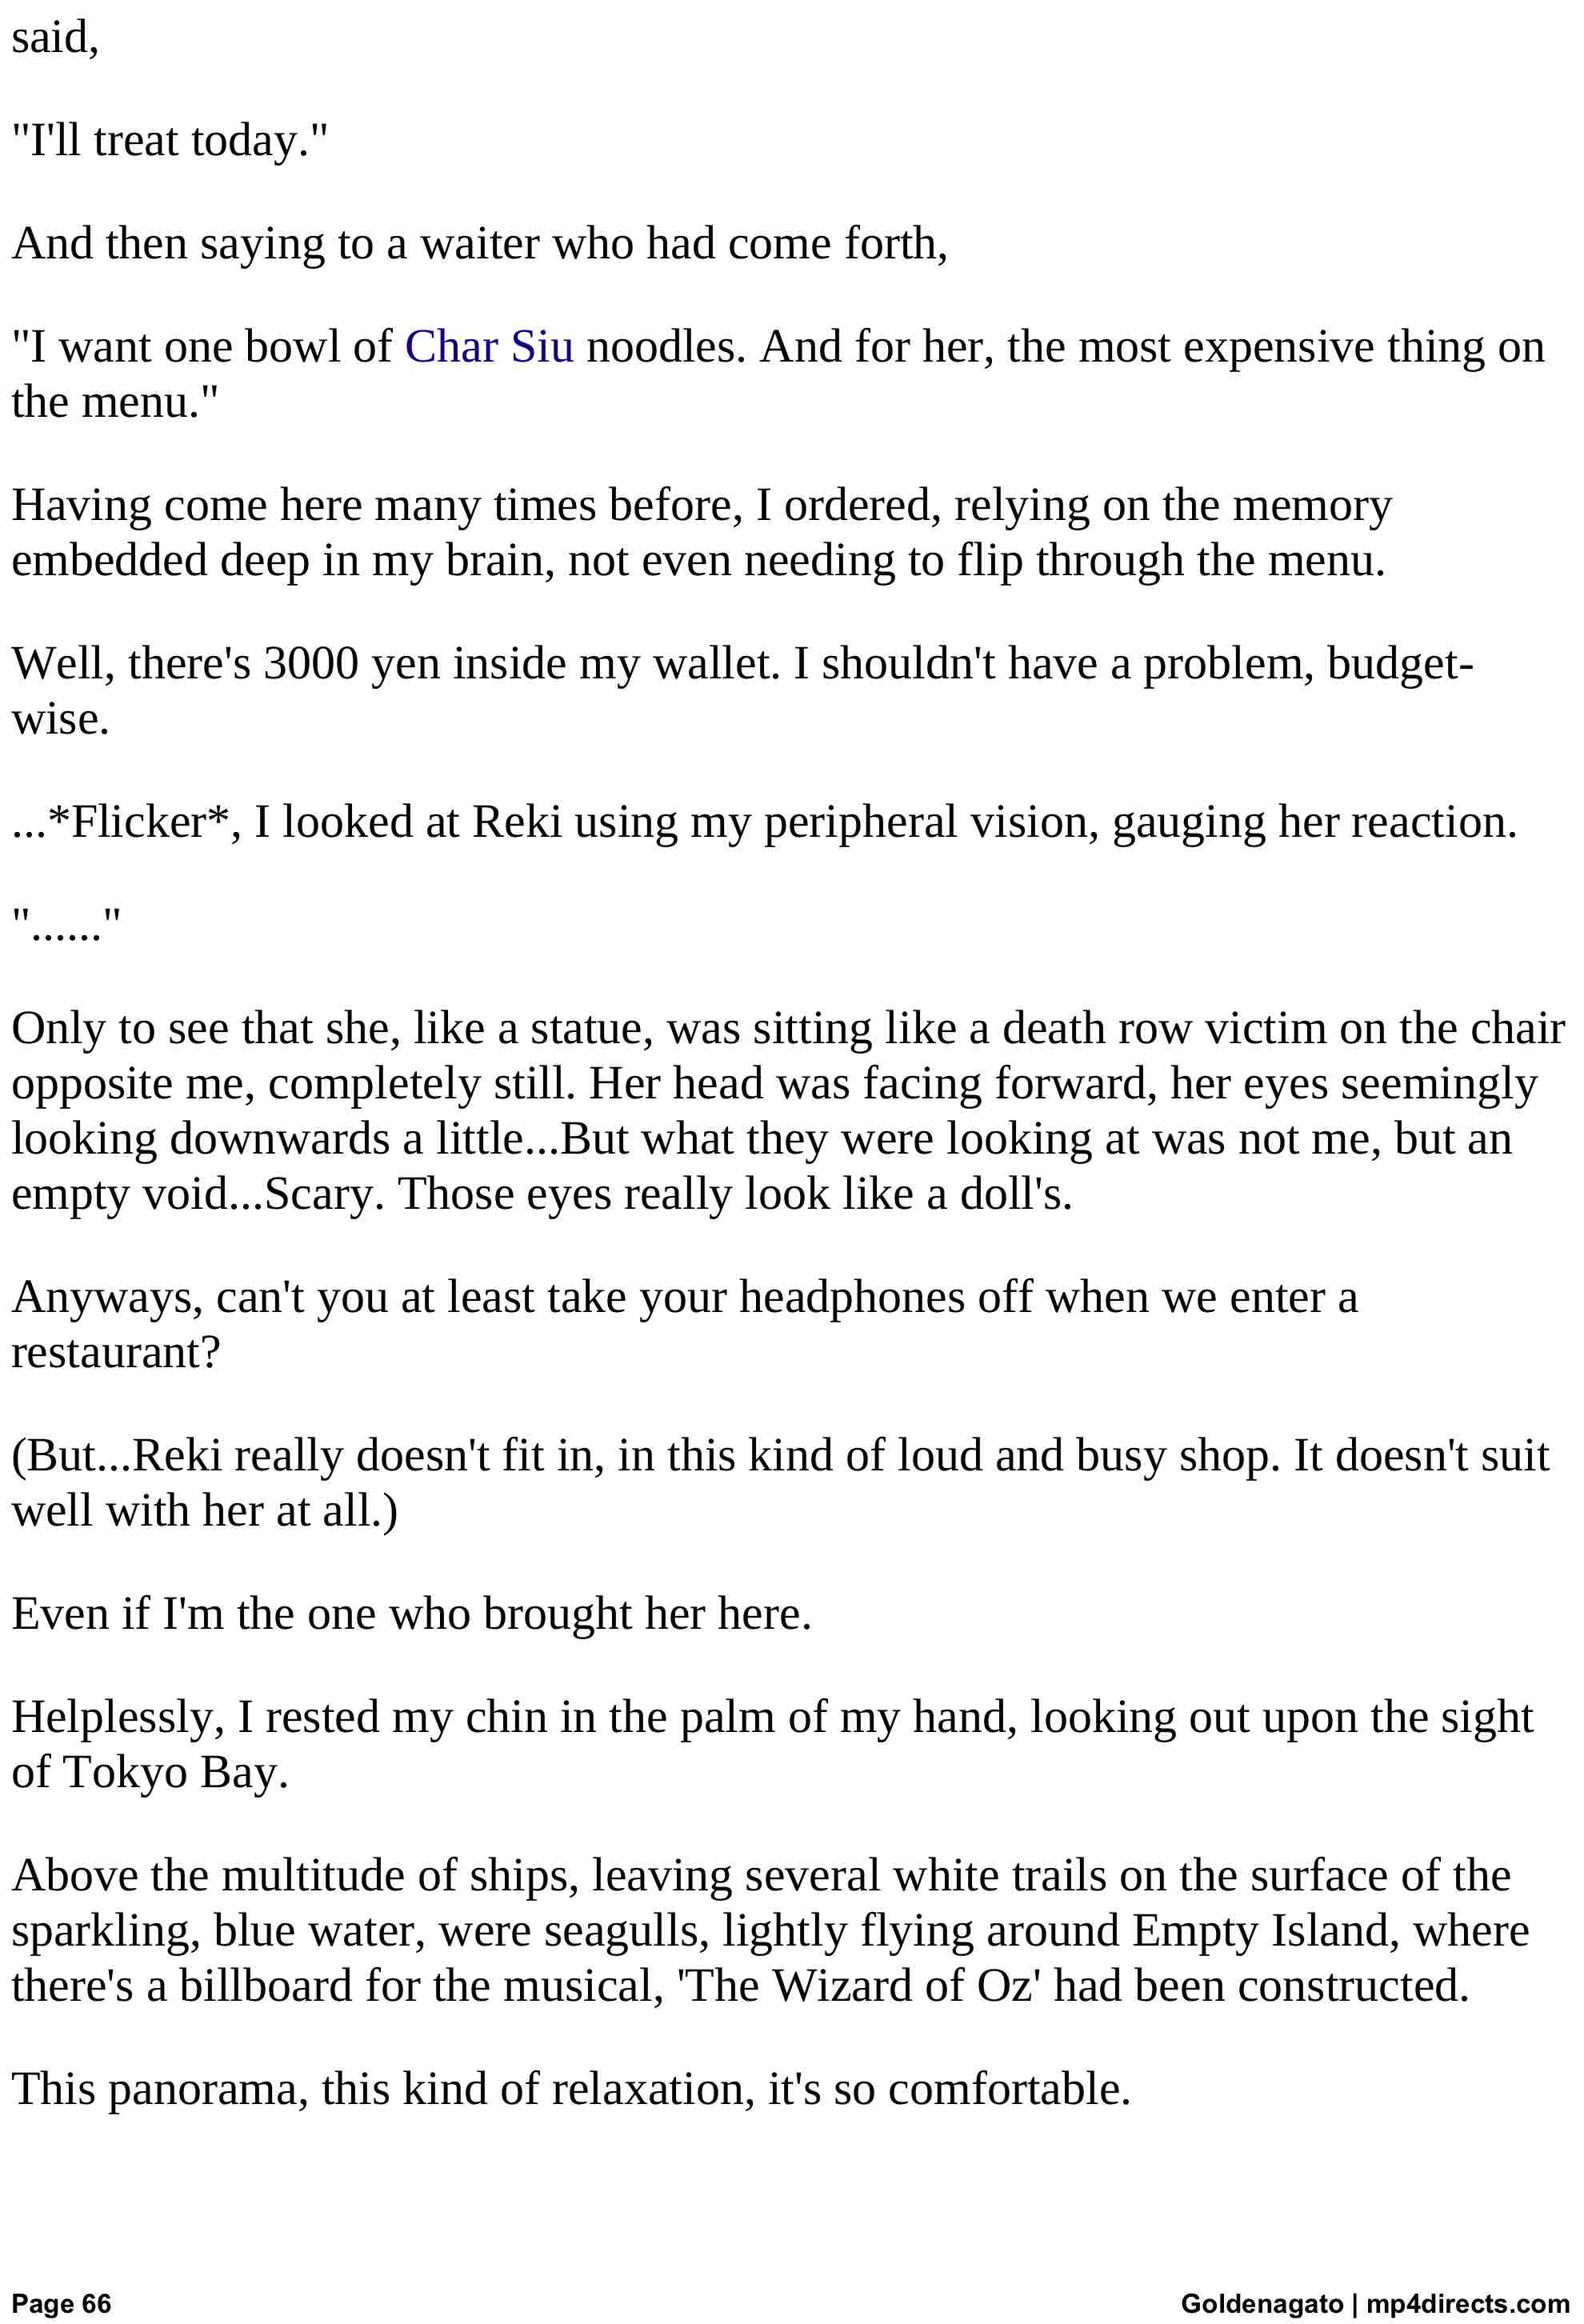 said,
"I'll treat today."
And then saying to a waiter who had come forth,
"I want one bowl of Char Siu noodles. And for her, the most expensive thing on
the menu."
Having come here many times before, I ordered, relying on the memory
embedded deep in my brain, not even needing to flip through the menu.
Well, there's 3000 yen inside my wallet. I shouldn't have a problem, budget-
wise.
...*Flicker*, I looked at Reki using my peripheral vision, gauging her reaction.
"......"
Only to see that she, like a statue, was sitting like a death row victim on the chair
opposite me, completely still. Her head was facing forward, her eyes seemingly
looking downwards a little...But what they were looking at was not me, but an
empty void...Scary. Those eyes really look like a doll's.
Anyways, can't you at least take your headphones off when we enter a
restaurant?
(But...Reki really doesn't fit in, in this kind of loud and busy shop. It doesn't suit
well with her at all.)
Even if I'm the one who brought her here.
Helplessly, I rested my chin in the palm of my hand, looking out upon the sight
of Tokyo Bay.
Above the multitude of ships, leaving several white trails on the surface of the
sparkling, blue water, were seagulls, lightly flying around Empty Island, where
there's a billboard for the musical, 'The Wizard of Oz' had been constructed.
This panorama, this kind of relaxation, it's so comfortable.
Page 66
Goldenagato | mp4directs.com